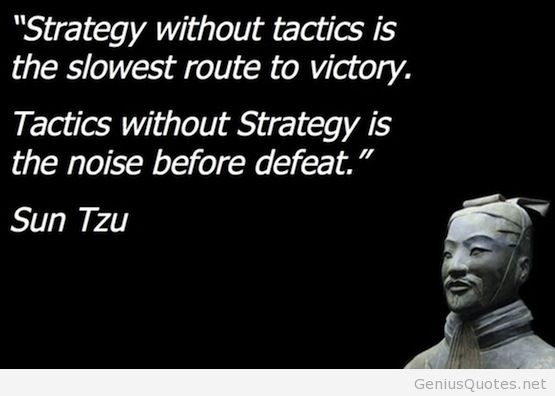 “Strategy without tactics is
the slowest route to victory.
Tactics without Strategy is
the noise before defeat.”
Sun Tzu
GeniusQuotes.net